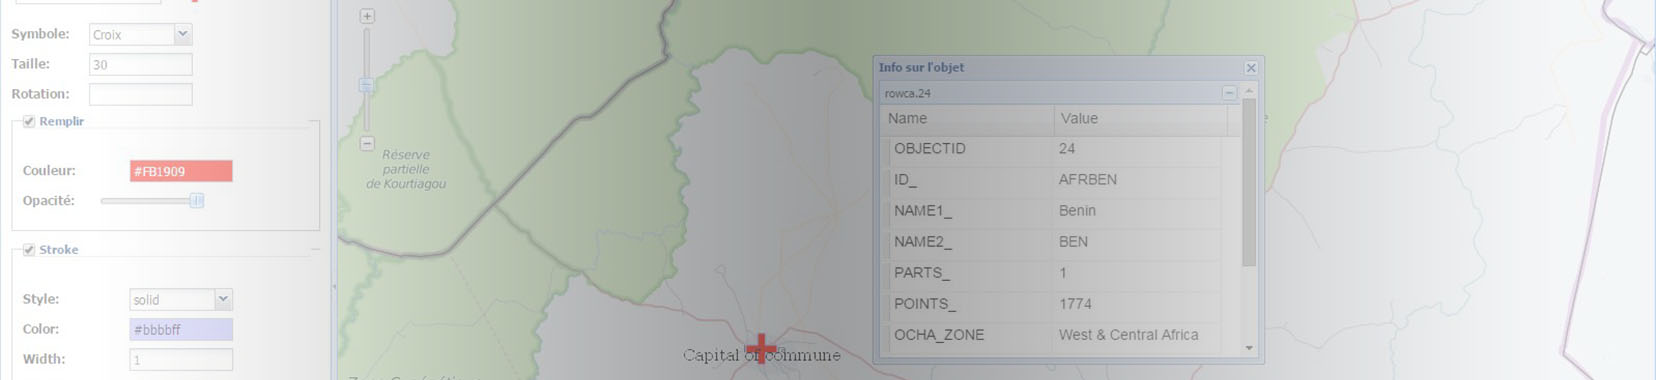 Symbole: Croix
Taille: 30
Rotation:
Remplir
Couleur: #FB1909
Opacité:
Stroke
Style: solid
Color: #bbbbff
Width: 1
Réserve
partielle
de Kourtiagou
Capital of commune
Info sur l'objet
rowca.24
Name Value
OBJECTID 24
ID_ AFRBEN
NAME1_ Benin
NAME2_ BEN
PARTS_ 1
POINTS_ 1774
OCHA_ZONE West & Central Africa